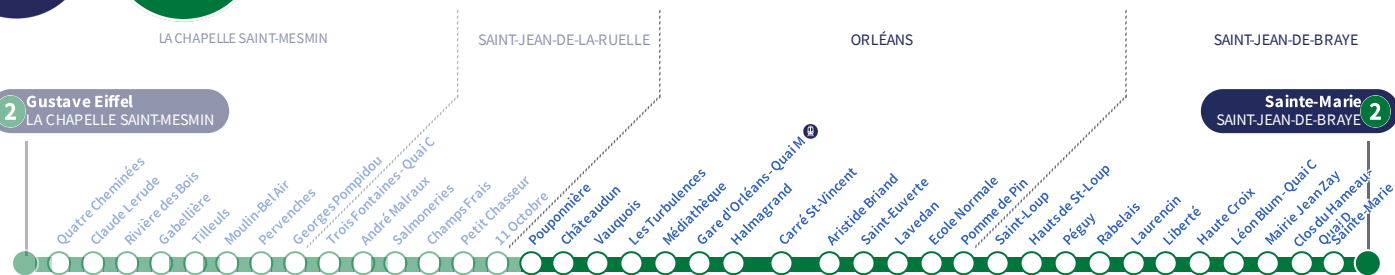 LA CHAPELLE SAINT-MESMIN
SAINT-JEAN-DE-LA-RUELLE
ORLÉANS
SAINT-JEAN-DE-BRAYE
2
Gustave Eiffel
LA CHAPELLE SAINT-MESMIN
Sainte-Marie
SAINT-JEAN-DE-BRAYE
2
Quatre Cheminées
Claude Lerude
Rivière des Bois
Gabellière
Tilleuls
Moulin-Bel Air
Pervenches
Georges Pompidou
Trois Fontaines - Quai C
André Malraux
Salmoneries
Champs Frais
Petit Chasseur
11 Octobre
Pouponnière
Châteaudun
Vauquois
Les Turbulences
Médiathèque
Gare d'Orléans - Quai M
Halmagrand
Carré St-Vincent
Aristide Briand
Saint-Euverte
Lavedan
Ecole Normale
Pomme de Pin
Saint-Loup
Hauts de St-Loup
Péguy
Rabelais
Laurencin
Liberté
Haute Croix
Léon Blum - Quai C
Mairie Jean Zay
Clos du Hameau -
Quai D
Sainte-Marie